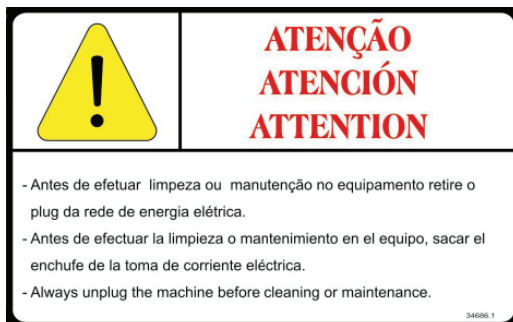 ATENÇÃO
ATENCIÓN
ATTENTION
- Antes de efetuar limpeza ou manutenção no equipamento retire o
plug da rede de energia elétrica.
- Antes de efectuar la limpieza o mantenimiento en el equipo, sacar el
enchufe de la toma de corriente eléctrica.
- Always unplug the machine before cleaning or maintenance.
34686.1